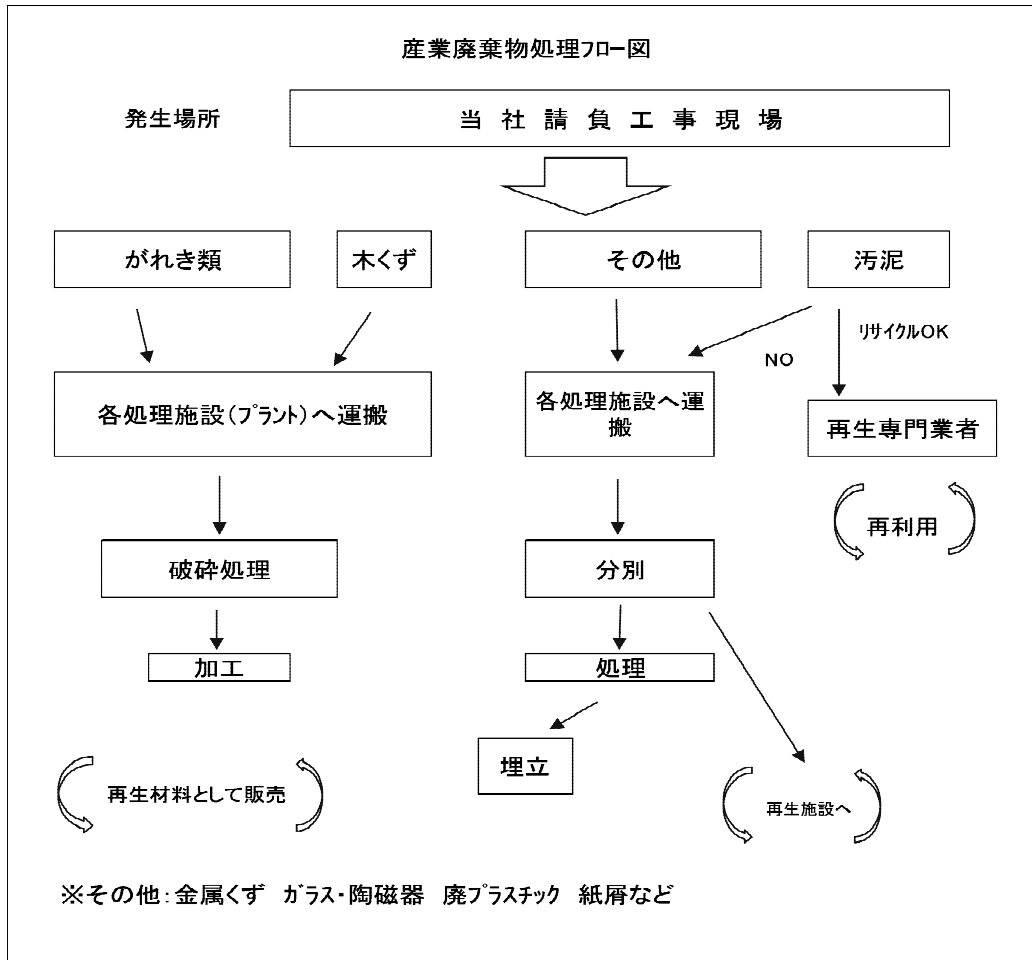 産業廃棄物処理ﾌﾛｰ図
発生場所
当社請負工事現場
がれき類
木くず
その他
汚泥
ﾘｻｲｸﾙOK
NO
各処理施設(ﾌﾟﾗﾝﾄ)へ運搬
各処理施設へ運
搬
再生専門業者
再利用
破砕処理
分別
加工
処理
埋立
再生材料として販売
再生施設へ
※その他:金属くず ｶﾞﾗｽ・陶磁器 廃ﾌﾟﾗｽﾁｯｸ 紙屑など